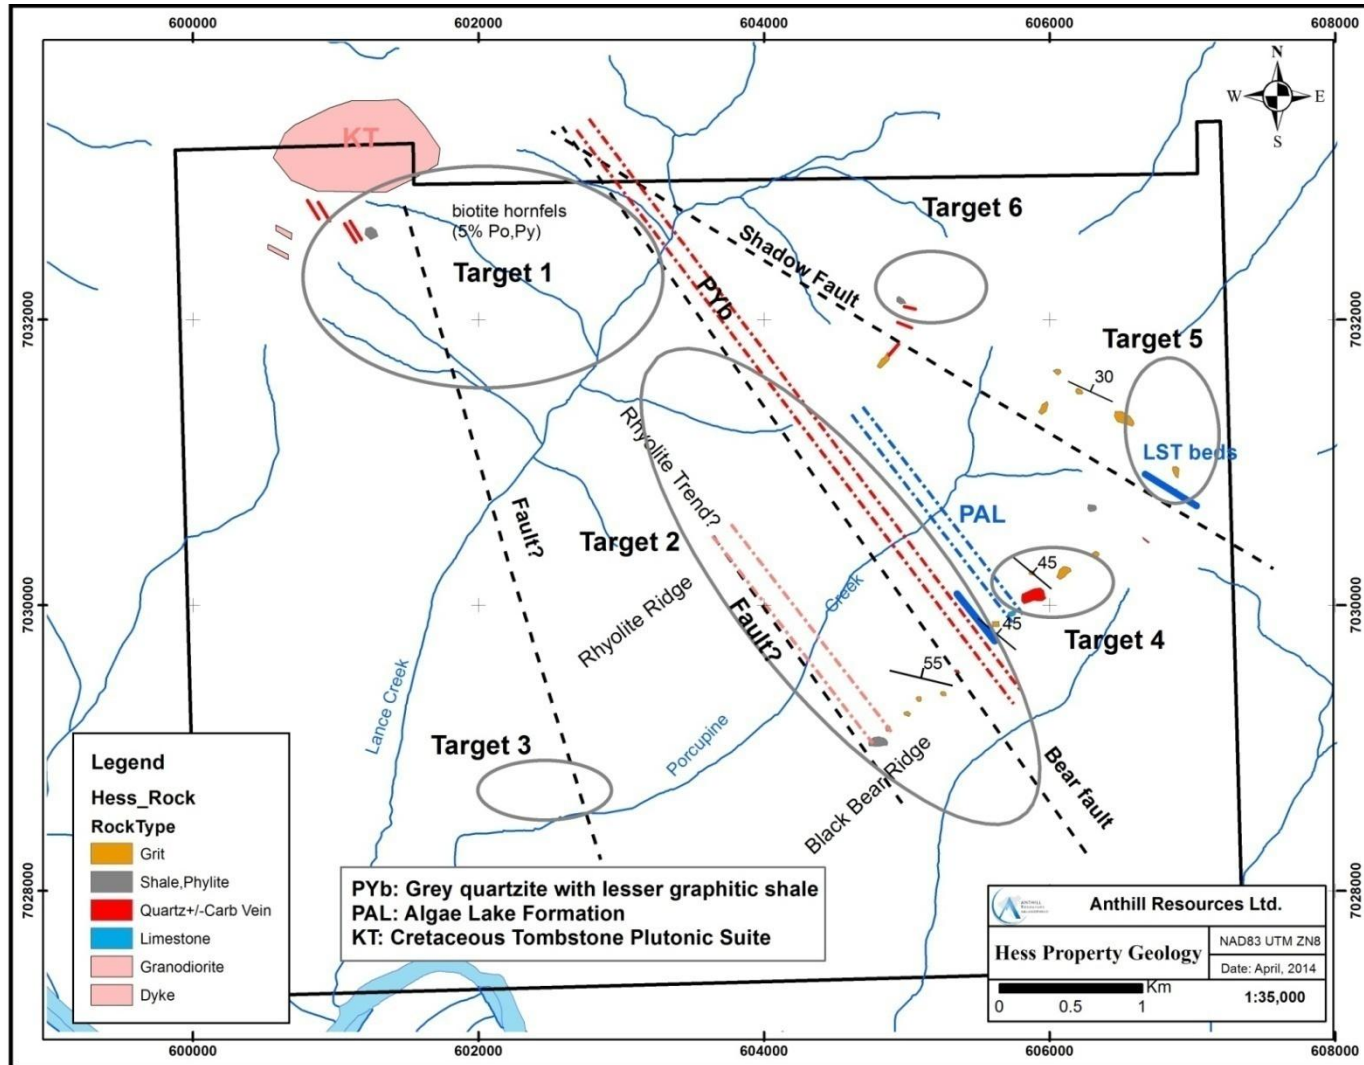 600000
602000
604000
606000
608000
N
W
E
S
KT
biotite hornfels
(5% Po,Py)
Target 1
Target 6
Shadow Fault
PYb
7032000
7032000
Target 5
30
LST beds
Rhyolite Trend?
Fault?
Target 2
PAL
45
Rhyolite Ridge
Creek
7030000
7030000
Fault?
45
Target 4
55
Lance Creek
Porcupine
Target 3
Black Bear Ridge
Bear fault
Legend
Hess_Rock
RockType
Grit
Shale,Phylite
Quartz+/-Carb Vein
Limestone
Granodiorite
Dyke
PYb: Grey quartzite with lesser graphitic shale
PAL: Algae Lake Formation
KT: Cretaceous Tombstone Plutonic Suite
7028000
7028000
ANTHILL
Anthill Resources Ltd.
Hess Property Geology
NAD83 UTM ZN8
Date: April, 2014
Km
0
0.5
1
1:35,000
600000
602000
604000
606000
608000